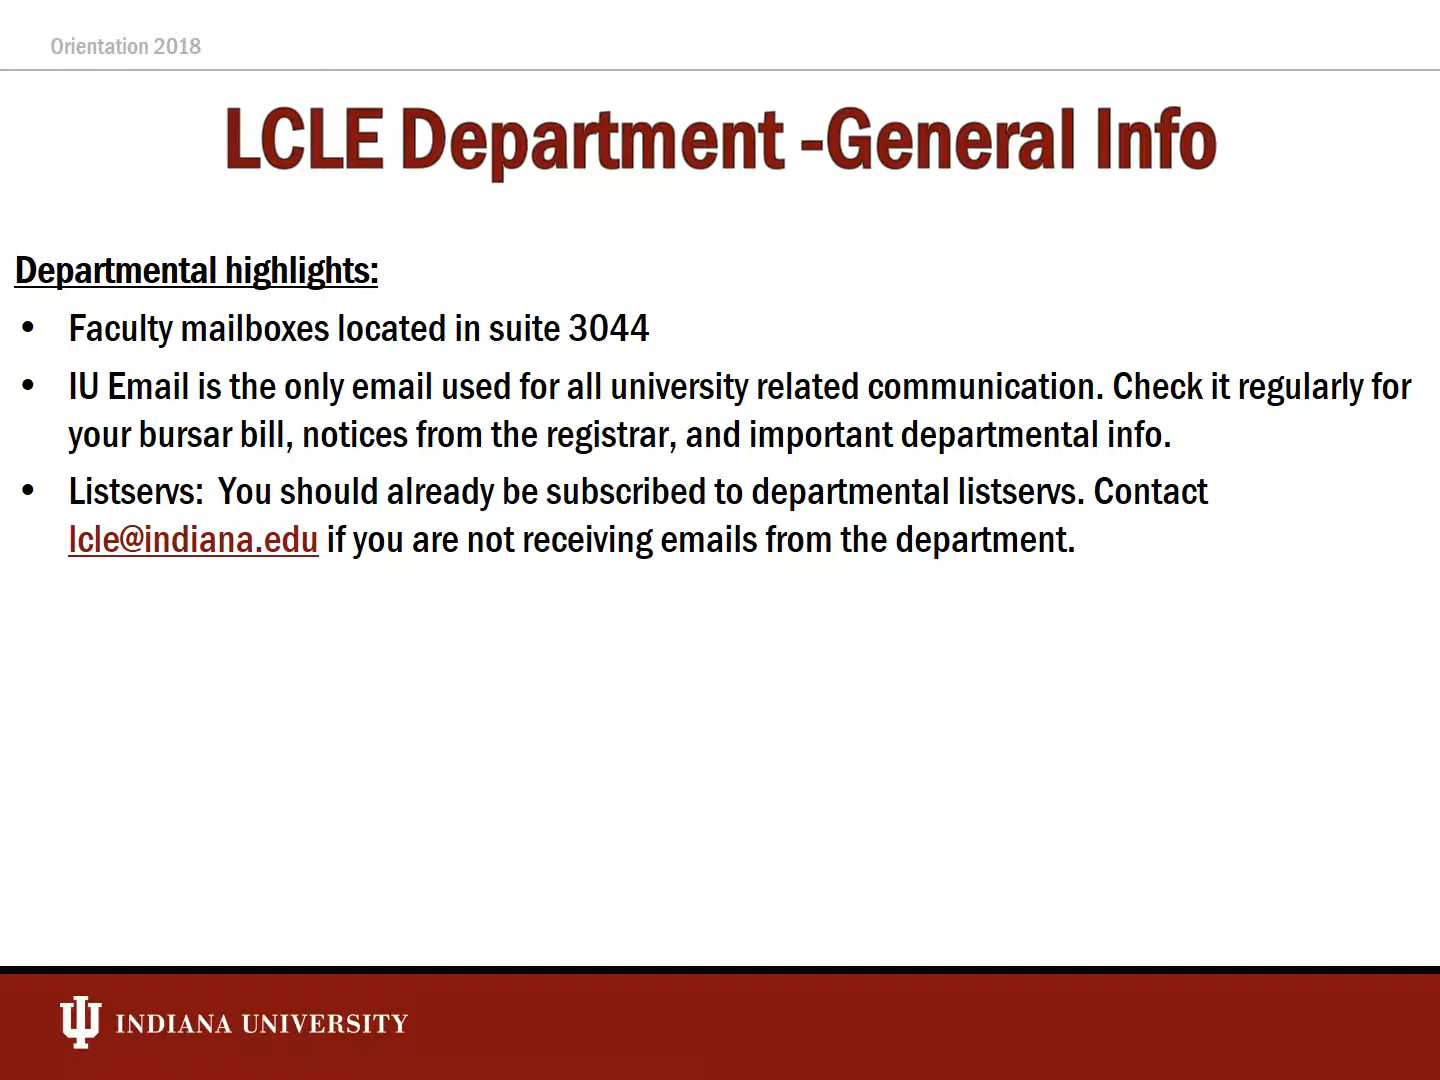 Orientation 2018
LCLE Department -General Info
Departmental highlights:
• Faculty mailboxes located in suite 3044
• IU Email is the only email used for all university related communication. Check it regularly for
your bursar bill, notices from the registrar, and important departmental info.
• Listservs:  You should already be subscribed to departmental listservs. Contact
lcle@indiana.edu if you are not receiving emails from the department.
INDIANA UNIVERSITY